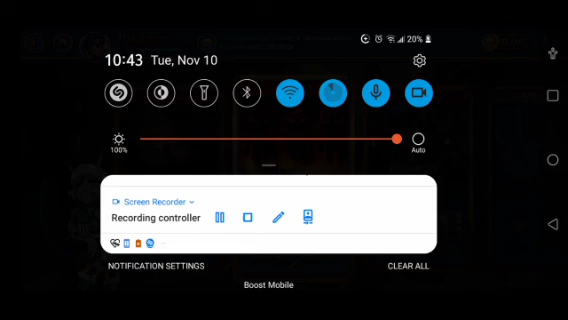 20%
10:43 Tue, Nov 10
100%
Auto
Screen Recorder
Recording controller
NOTIFICATION SETTINGS
CLEAR ALL
Boost Mobile